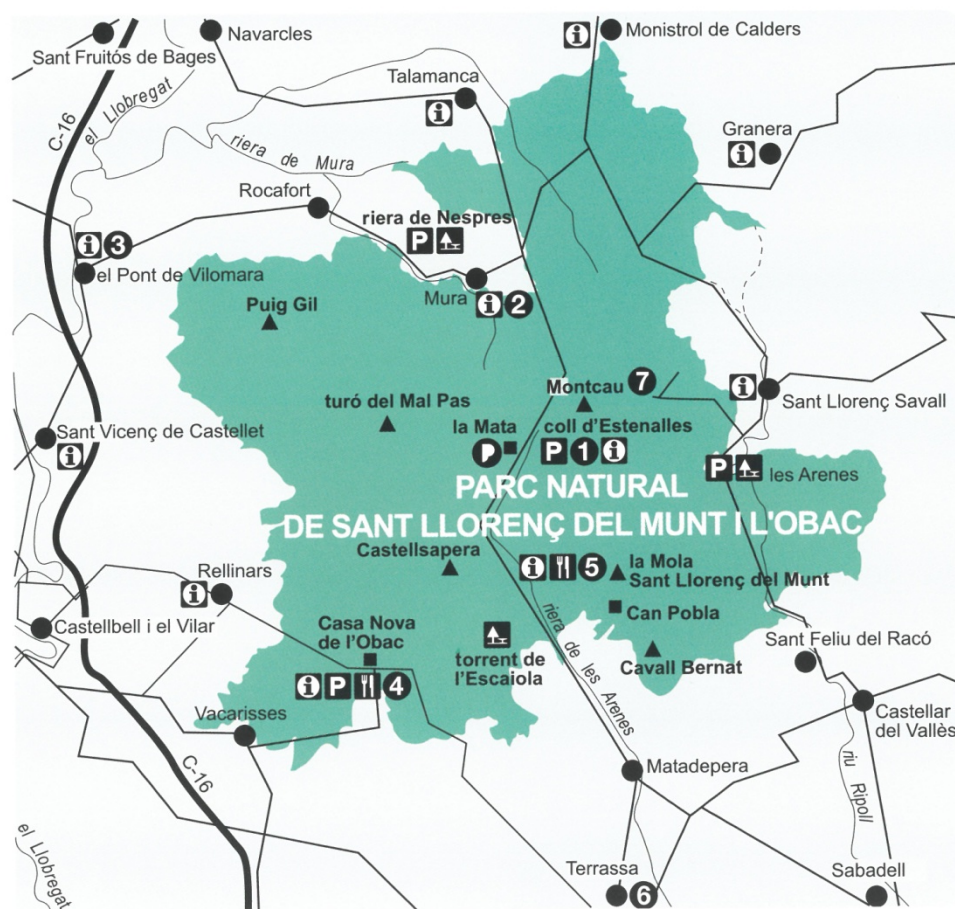 Monistrol de Calders
Navarcles
Sant Fruitós de Bages
Talamanca
el Llobregat
C-16
Granera
riera de Mura
Rocafort
riera de Nespres
P
3
el Pont de Vilomara
Mura
2
Puig Gil
Montcau 7
Sant Llorenç Savall
turó del Mal Pas
la Mata
coll d'Estenalles
P
P 1
Sant Vicenç de Castellet
P
les Arenes
PARC NATURAL
DE SANT LLORENÇ DEL MUNT I L'OBAC
Castellsapera
5
la Mola
Sant Llorenç del Munt
Rellinars
Can Pobla
Castellbell i el Vilar
Casa Nova
de l'Obac
torrent de
l'Escaiola
riera de les Arenes
Cavall Bernat
Sant Feliu del Racó
P 4
Vacarisses
Castellar
del Vallès
C-16
Matadepera
riu Ripoll
el Llobregat
Terrassa
6
Sabadell